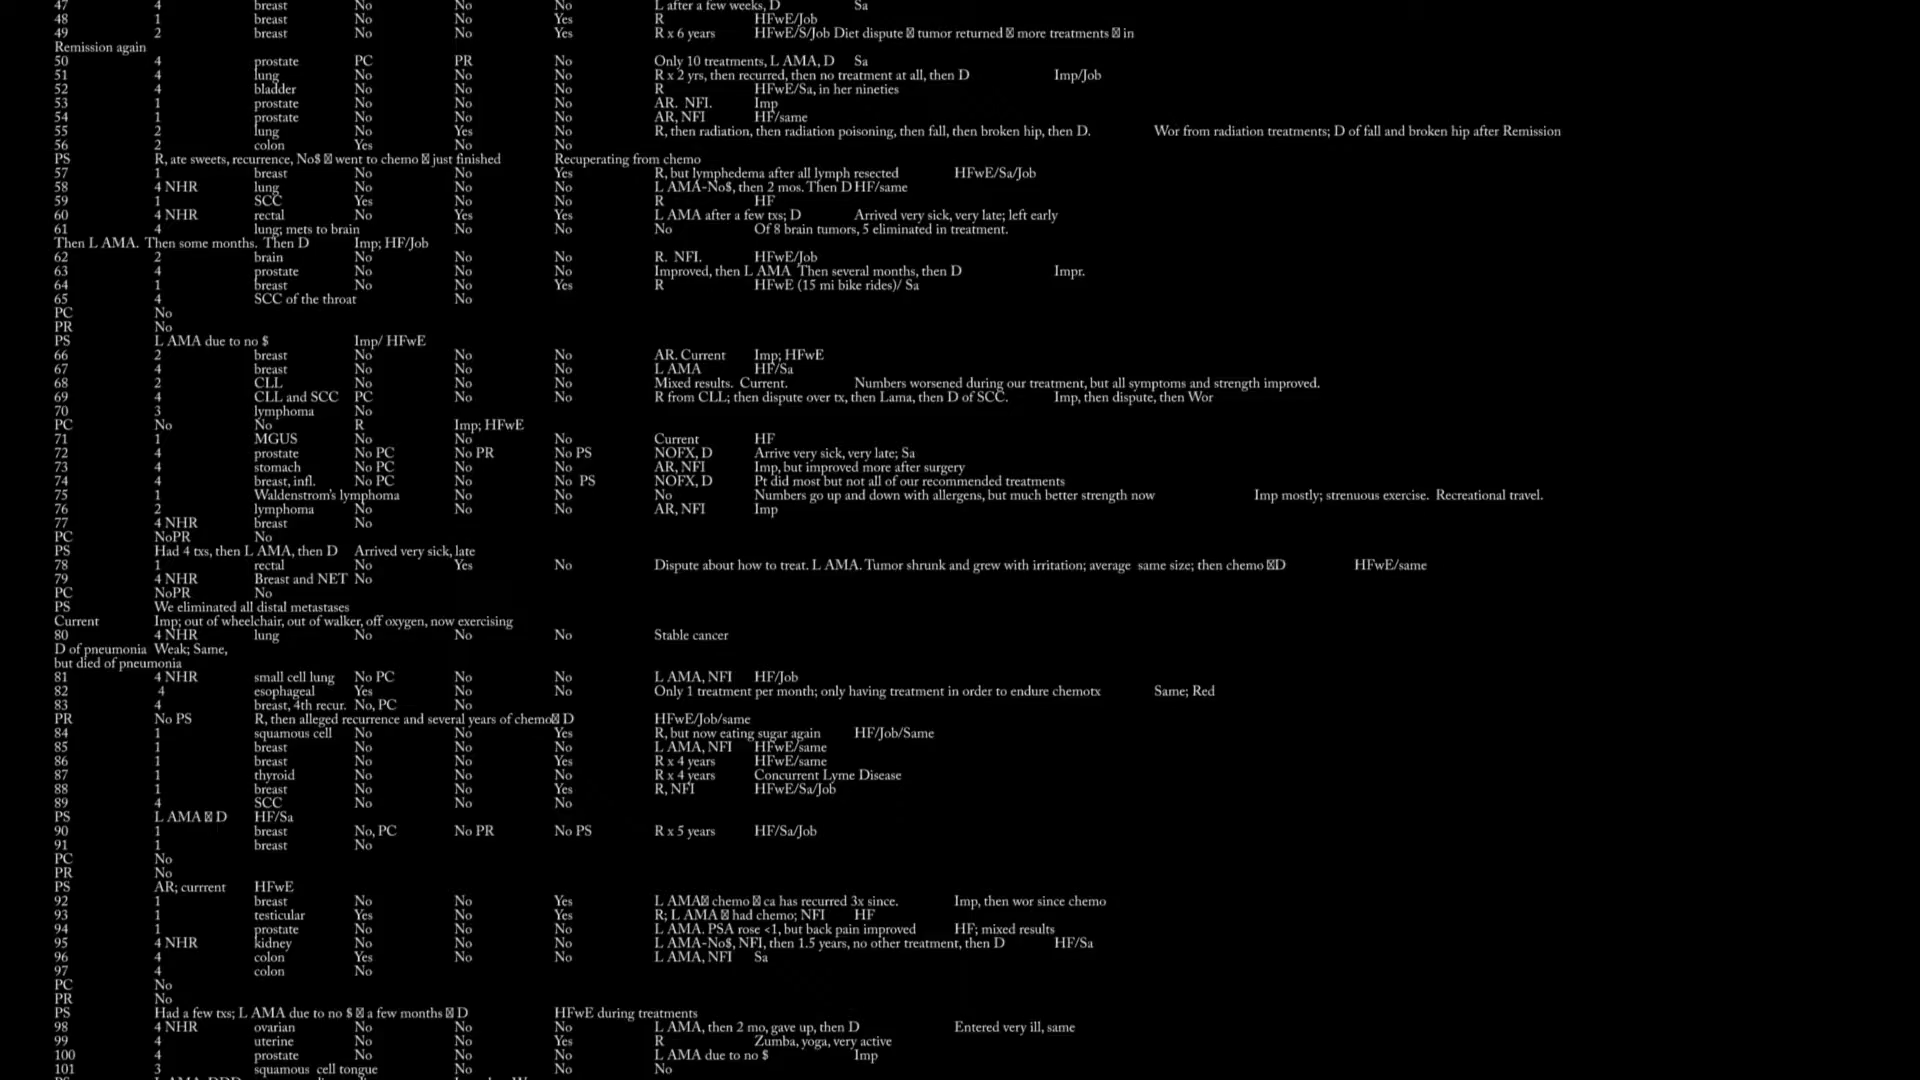 47 4 breast No No No L after a few weeks, D Sa
48 1 breast No No Yes R HFwE/Job
49 2 breast No No Yes R x 6 years HFwE/S/Job Diet dispute � tumor returned � more treatments � in
Remission again
50 4 prostate PC PR No Only 10 treatments, L AMA, D Sa
51 4 lung No No No R x 2 yrs, then recurred, then no treatment at all, then D Imp/Job
52 4 bladder No No No R HFwE/Sa, in her nineties
53 1 prostate No No No AR. NFI. Imp
54 1 prostate No No No AR, NFI HF/same
55 2 lung No Yes No R, then radiation, then radiation poisoning, then fall, then broken hip, then D. Wor from radiation treatments; D of fall and broken hip after Remission
56 2 colon Yes No No
PS R, ate sweets, recurrence, No$ � went to chemo � just finished Recuperating from chemo
57 1 breast No No Yes R, but lymphedema after all lymph resected HFwE/Sa/Job
58 4 NHR lung No No No L AMA-No$, then 2 mos. Then D HF/same
59 1 SCC Yes No No R HF
60 4 NHR rectal No Yes Yes L AMA after a few txs; D Arrived very sick, very late; left early
61 4 lung; mets to brain No No No Of 8 brain tumors, 5 eliminated in treatment.
Then L AMA. Then some months. Then D Imp; HF/Job
62 2 brain No No No R. NFI. HFwE/Job
63 4 prostate No No No Improved, then L AMA Then several months, then D Impr.
64 1 breast No No Yes R HFwE (15 mi bike rides)/ Sa
65 4 SCC of the throat No
PC No
PR No
PS L AMA due to no $ Imp/ HFwE
66 2 breast No No No AR. Current Imp; HFwE
67 4 breast No No No L AMA HF/Sa
68 2 CLL No No No Mixed results. Current. Numbers worsened during our treatment, but all symptoms and strength improved.
69 4 CLL and SCC PC No No R from CLL; then dispute over tx, then Lama, then D of SCC. Imp, then dispute, then Wor
70 3 lymphoma No
PC No No R Imp; HFwE
71 1 MGUS No No No Current HF
72 4 prostate No PC No PR No PS NOFX, D Arrive very sick, very late; Sa
73 4 stomach No PC No No AR, NFI Imp, but improved more after surgery
74 4 breast, infl. No PC No No PS NOFX, D Pt did most but not all of our recommended treatments
75 1 Waldenstrom's lymphoma No No No Numbers go up and down with allergens, but much better strength now Imp mostly; strenuous exercise. Recreational travel.
76 2 lymphoma No No No AR, NFI Imp
77 4 NHR breast No
PC NoPR No
PS Had 4 txs, then L AMA, then D Arrived very sick, late
78 1 rectal No Yes No Dispute about how to treat. L AMA. Tumor shrunk and grew with irritation; average same size; then chemo �D HFwE/same
79 4 NHR Breast and NET No
PC NoPR No
PS We eliminated all distal metastases
Current Imp; out of wheelchair, out of walker, off oxygen, now exercising
80 4 NHR lung No No No Stable cancer
D of pneumonia Weak; Same,
but died of pneumonia
81 4 NHR small cell lung No PC No No L AMA, NFI HF/Job
82 4 esophageal Yes No No Only 1 treatment per month; only having treatment in order to endure chemotx Same; Red
83 4 breast, 4th recur. No, PC No
PR No PS R, then alleged recurrence and several years of chemo� D HFwE/Job/same
84 1 squamous cell No No Yes R, but now eating sugar again HF/Job/Same
85 1 breast No No No L AMA, NFI HFwE/same
86 1 breast No No Yes R x 4 years HFwE/same
87 1 thyroid No No No R x 4 years Concurrent Lyme Disease
88 1 breast No No Yes R, NFI HFwE/Sa/Job
89 4 SCC No No No
PS L AMA � D HF/Sa
90 1 breast No, PC No PR No PS R x 5 years HF/Sa/Job
91 1 breast No
PC No
PR No
PS AR; currrent HFwE
92 1 breast No No Yes L AMA� chemo � ca has recurred 3x since. Imp, then wor since chemo
93 1 testicular Yes No Yes R; L AMA � had chemo; NFI HF
94 1 prostate No No No L AMA. PSA rose <1, but back pain improved HF; mixed results
95 4 NHR kidney No No No L AMA-No$, NFI, then 1.5 years, no other treatment, then D HF/Sa
96 4 colon Yes No No L AMA, NFI Sa
97 4 colon No
PC No
PR No
PS Had a few txs; L AMA due to no $ � a few months � D HFwE during treatments
98 4 NHR ovarian No No No L AMA, then 2 mo, gave up, then D Entered very ill, same
99 4 uterine No No Yes R Zumba, yoga, very active
100 4 prostate No No No L AMA due to no $ Imp
101 3 squamous cell tongue No No No